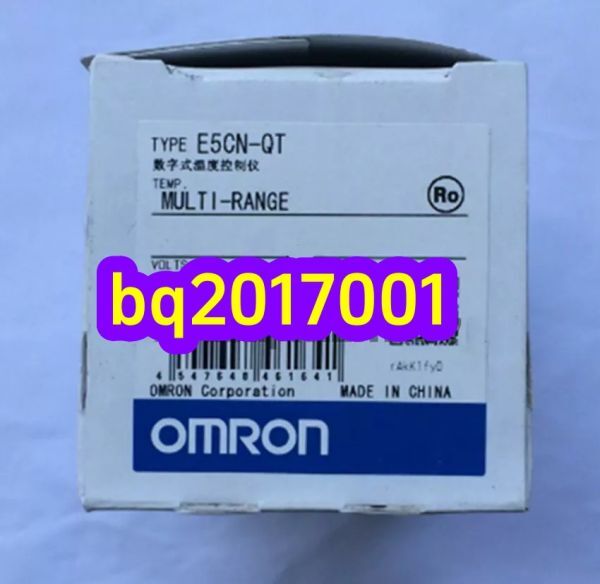 TYPE E5CN-QT
数字式温度控制仪
TEMP.
MULTI-RANGE
Ro
VOLTS
bq2017001
rAkK1fyD
4 547648 461641
OMRON Corporation MADE IN CHINA
OMRON